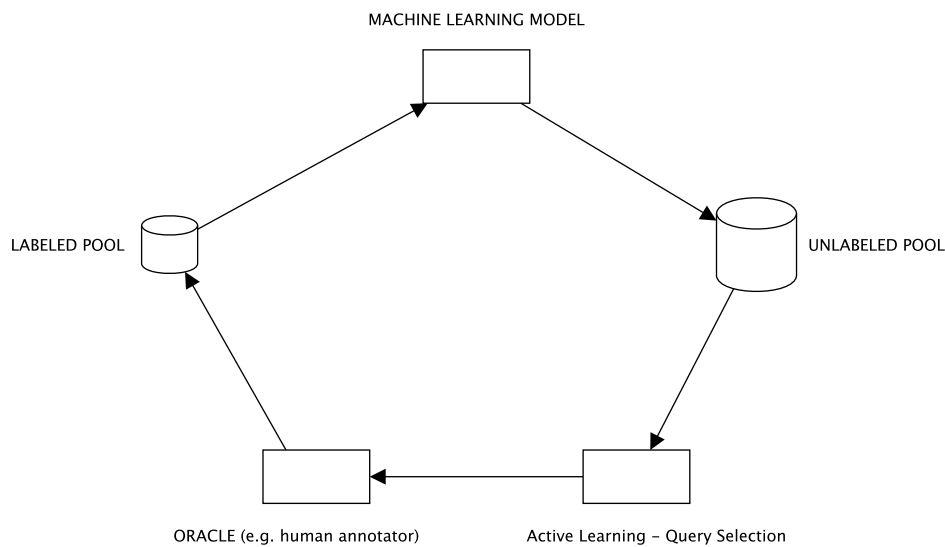 MACHINE LEARNING MODEL
LABELED POOL
UNLABELED POOL
ORACLE (e.g. human annotator)
Active Learning - Query Selection